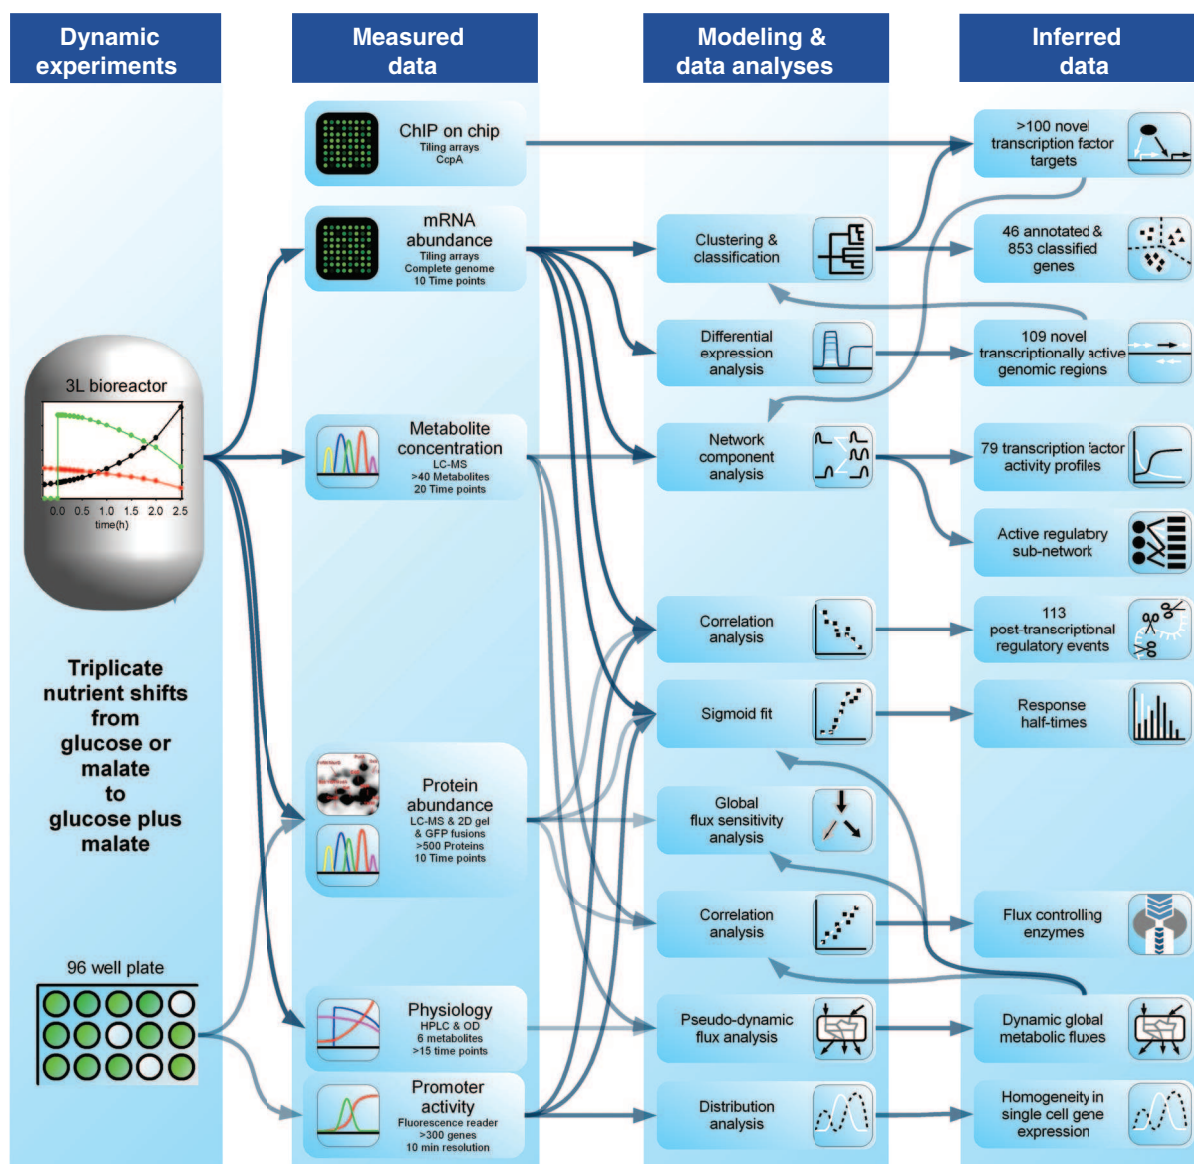 Dynamic
experiments
Measured
data
Modeling &
data analyses
Inferred
data
3L bioreactor
0.0 0.5 1.0 1.5 2.0 2.5
time(h)
Triplicate
nutrient shifts
from
glucose or
malate
to
glucose plus
malate
96 well plate
ChIP on chip
Tiling arrays
CcpA
mRNA
abundance
Tiling arrays
Complete genome
10 Time points
Metabolite
concentration
LC-MS
>40 Metabolites
20 Time points
Protein
abundance
LC-MS & 2D gel
& GFP fusions
>500 Proteins
10 Time points
Physiology
HPLC & OD
6 metabolites
>15 time points
Promoter
activity
Fluorescence reader
>300 genes
10 min resolution
Clustering &
classification
Differential
expression
analysis
Network
component
analysis
Correlation
analysis
Sigmoid fit
Global
flux sensitivity
analysis
Correlation
analysis
Pseudo-dynamic
flux analysis
Distribution
analysis
>100 novel
transcription factor
targets
46 annotated &
853 classified
genes
109 novel
transcriptionally active
genomic regions
79 transcription factor
activity profiles
Active regulatory
sub-network
113
post-transcriptional
regulatory events
Response
half-times
Flux controlling
enzymes
Dynamic global
metabolic fluxes
Homogeneity in
single cell gene
expression